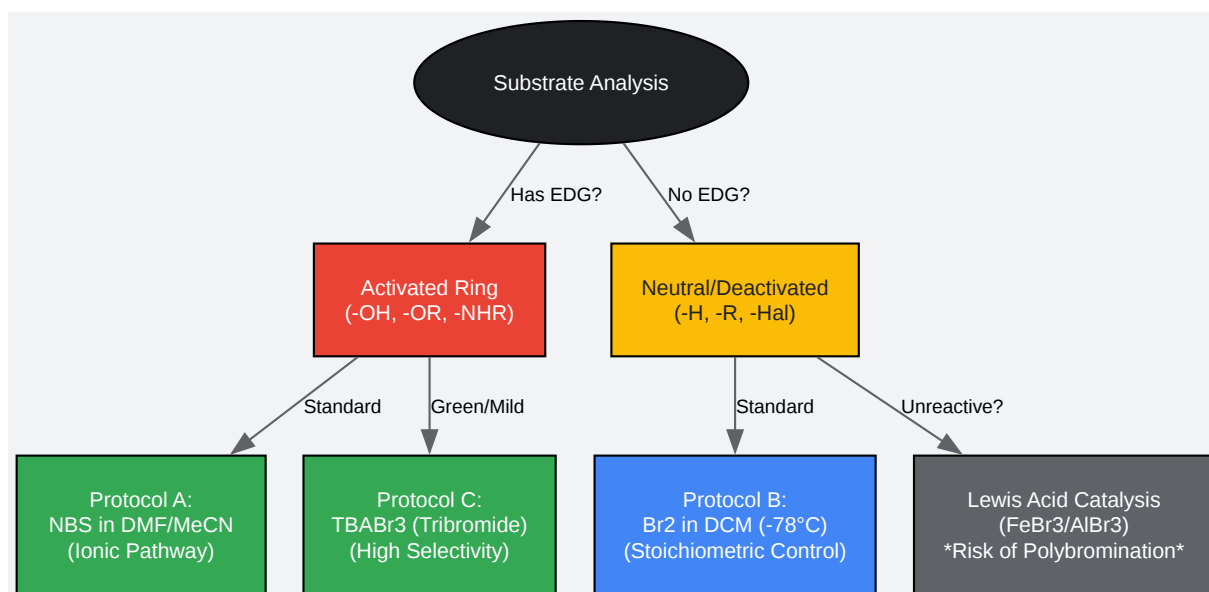 Substrate Analysis
Has EDG?
No EDG?
Activated Ring
(-OH, -OR, -NHR)
Neutral/Deactivated
(-H, -R, -Hal)
Standard
Green/Mild
Standard
Unreactive?
Protocol A:
NBS in DMF/MeCN
(Ionic Pathway)
Protocol C:
TBABr3 (Tribromide)
(High Selectivity)
Protocol B:
Br2 in DCM (-78°C)
(Stoichiometric Control)
Lewis Acid Catalysis
(FeBr3/AlBr3)
*Risk of Polybromination*